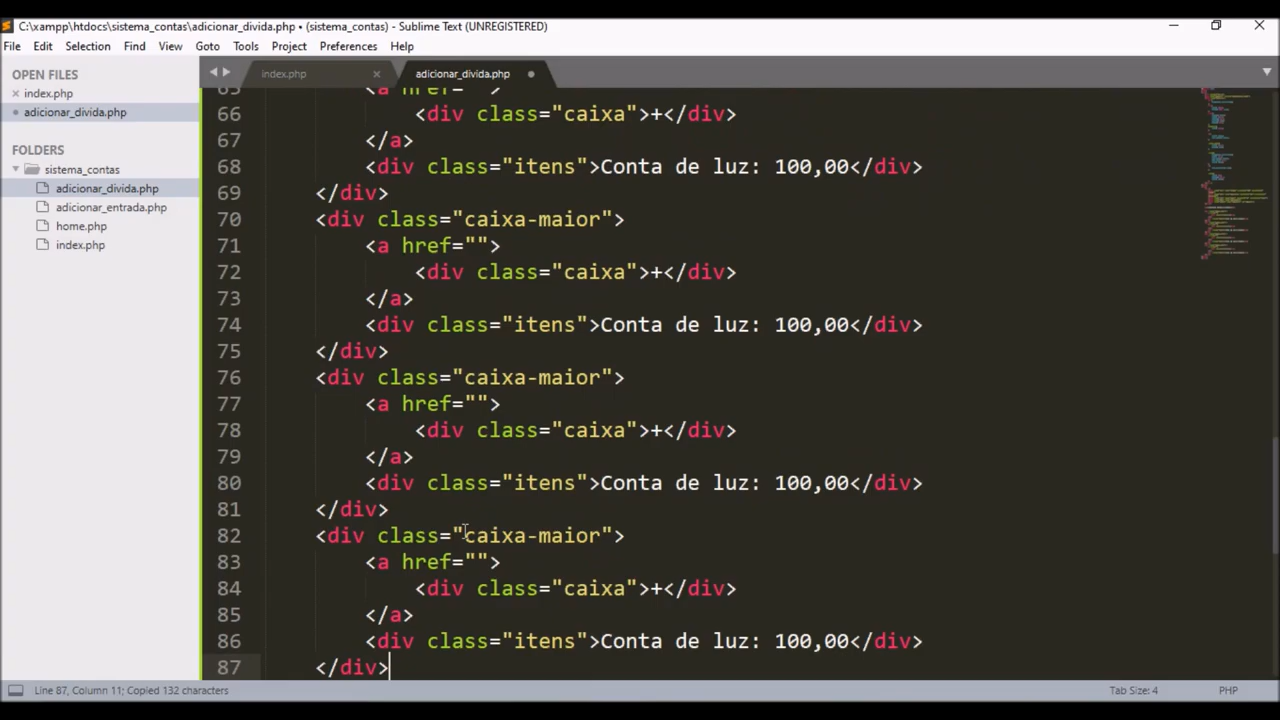 C:\xampp\htdocs\sistema_contas\adicionar_divida.php • (sistema_contas) - Sublime Text (UNREGISTERED)
File Edit Selection View Find Goto Tools Project Preferences Help
OPEN FILES
index.php
adicionar_divida.php
FOLDERS
sistema_contas
adicionar_divida.php
adicionar_entrada.php
home.php
index.php
index.php adicionar_divida.php
65 <a href="">
66 <div class="caixa">+</div>
67 </a>
68 <div class="itens">Conta de luz: 100,00</div>
69 </div>
70 <div class="caixa-maior">
71 <a href="">
72 <div class="caixa">+</div>
73 </a>
74 <div class="itens">Conta de luz: 100,00</div>
75 </div>
76 <div class="caixa-maior">
77 <a href="">
78 <div class="caixa">+</div>
79 </a>
80 <div class="itens">Conta de luz: 100,00</div>
81 </div>
82 <div class="caixa-maior">
83 <a href="">
84 <div class="caixa">+</div>
85 </a>
86 <div class="itens">Conta de luz: 100,00</div>
87 </div>
Line 87, Column 11; Copied 132 characters Tab Size: 4 PHP